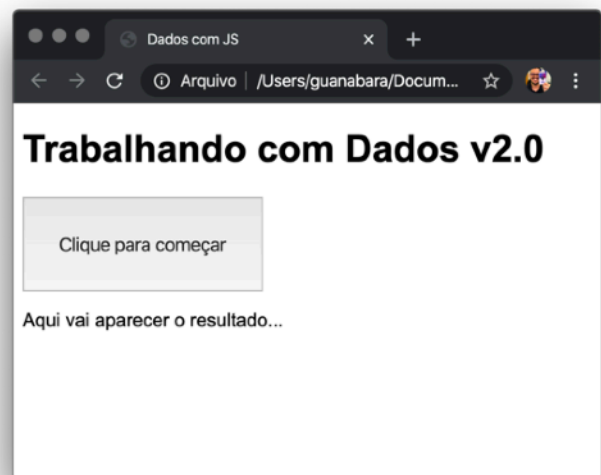 Dados com JS
Arquivo | /Users/guanabara/Docum...
Trabalhando com Dados v2.0
Clique para começar
Aqui vai aparecer o resultado...